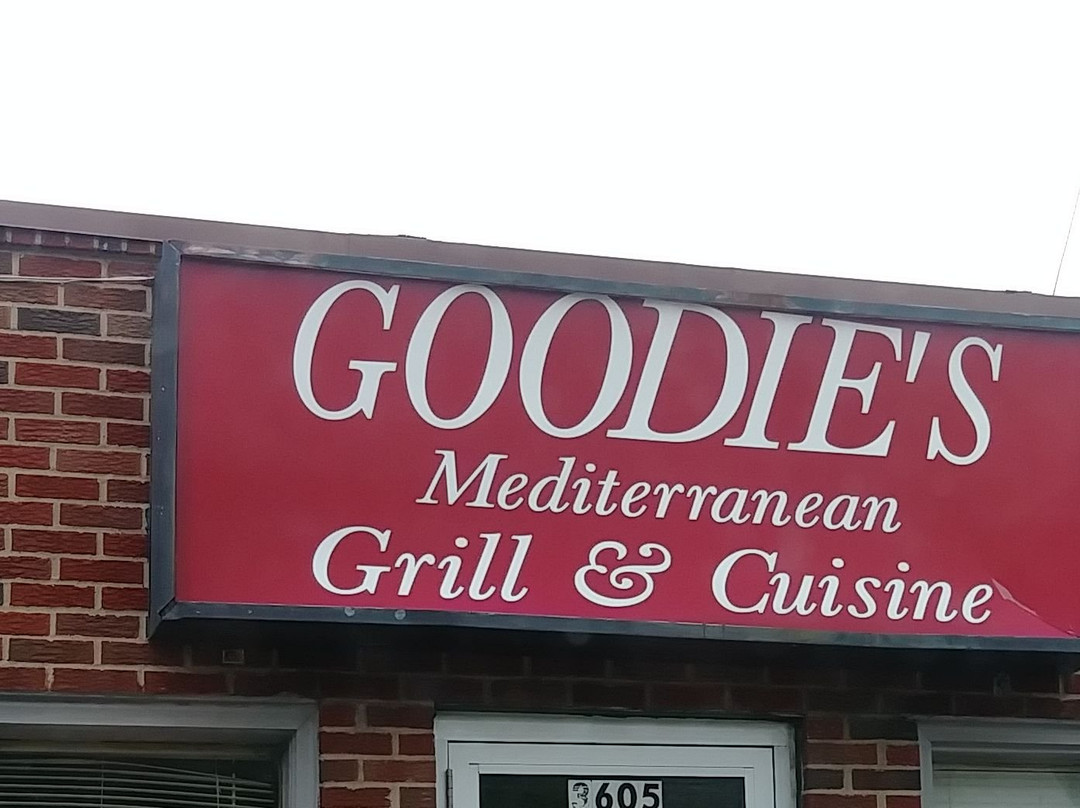 GOODIE'S
Mediterranean
Grill & Cuisine
3605